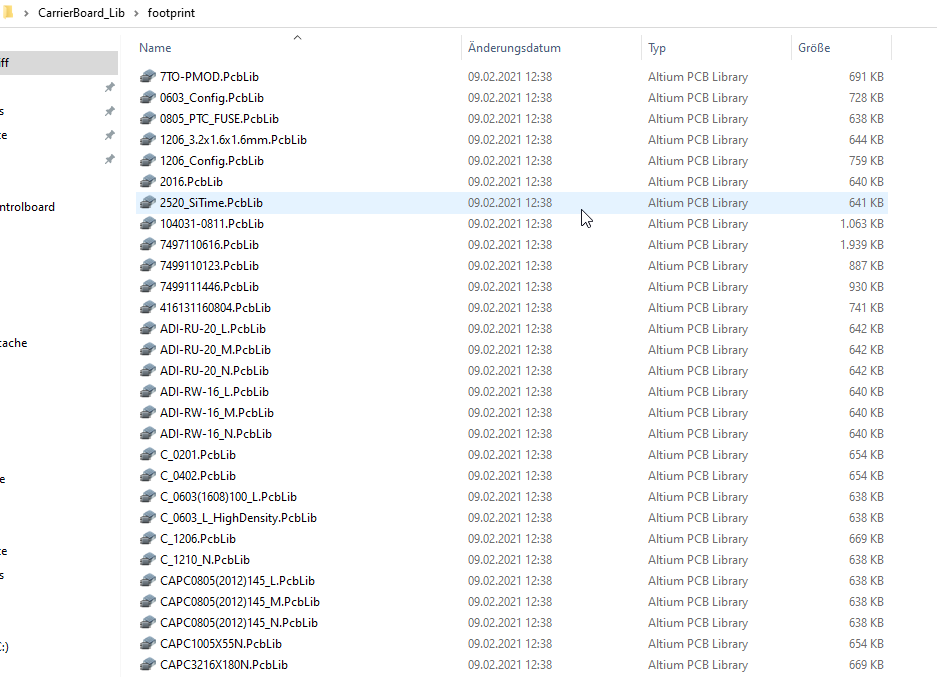 CarrierBoard_Lib > footprint
Name Änderungsdatum Typ Größe
ff
7TO-PMOD.PcbLib 09.02.2021 12:38 Altium PCB Library 691 KB
0603_Config.PcbLib 09.02.2021 12:38 Altium PCB Library 728 KB
s
0805_PTC_FUSE.PcbLib 09.02.2021 12:38 Altium PCB Library 638 KB
te
1206_3.2x1.6x1.6mm.PcbLib 09.02.2021 12:38 Altium PCB Library 644 KB
1206_Config.PcbLib 09.02.2021 12:38 Altium PCB Library 759 KB
2016.PcbLib 09.02.2021 12:38 Altium PCB Library 640 KB
2520_SiTime.PcbLib 09.02.2021 12:38 Altium PCB Library 641 KB
ntrolboard
104031-0811.PcbLib 09.02.2021 12:38 Altium PCB Library 1.063 KB
7497110616.PcbLib 09.02.2021 12:38 Altium PCB Library 1.939 KB
7499110123.PcbLib 09.02.2021 12:38 Altium PCB Library 887 KB
7499111446.PcbLib 09.02.2021 12:38 Altium PCB Library 930 KB
416131160804.PcbLib 09.02.2021 12:38 Altium PCB Library 741 KB
ADI-RU-20_L.PcbLib 09.02.2021 12:38 Altium PCB Library 642 KB
cache
ADI-RU-20_M.PcbLib 09.02.2021 12:38 Altium PCB Library 642 KB
ADI-RU-20_N.PcbLib 09.02.2021 12:38 Altium PCB Library 642 KB
ADI-RW-16_L.PcbLib 09.02.2021 12:38 Altium PCB Library 640 KB
ADI-RW-16_M.PcbLib 09.02.2021 12:38 Altium PCB Library 640 KB
ADI-RW-16_N.PcbLib 09.02.2021 12:38 Altium PCB Library 640 KB
C_0201.PcbLib 09.02.2021 12:38 Altium PCB Library 654 KB
C_0402.PcbLib 09.02.2021 12:38 Altium PCB Library 654 KB
e
C_0603(1608)100_L.PcbLib 09.02.2021 12:38 Altium PCB Library 638 KB
C_0603_L_HighDensity.PcbLib 09.02.2021 12:38 Altium PCB Library 638 KB
C_1206.PcbLib 09.02.2021 12:38 Altium PCB Library 669 KB
te
C_1210_N.PcbLib 09.02.2021 12:38 Altium PCB Library 638 KB
s
CAPC0805(2012)145_L.PcbLib 09.02.2021 12:38 Altium PCB Library 638 KB
CAPC0805(2012)145_M.PcbLib 09.02.2021 12:38 Altium PCB Library 638 KB
CAPC0805(2012)145_N.PcbLib 09.02.2021 12:38 Altium PCB Library 638 KB
:)
CAPC1005X55N.PcbLib 09.02.2021 12:38 Altium PCB Library 654 KB
CAPC3216X180N.PcbLib 09.02.2021 12:38 Altium PCB Library 669 KB